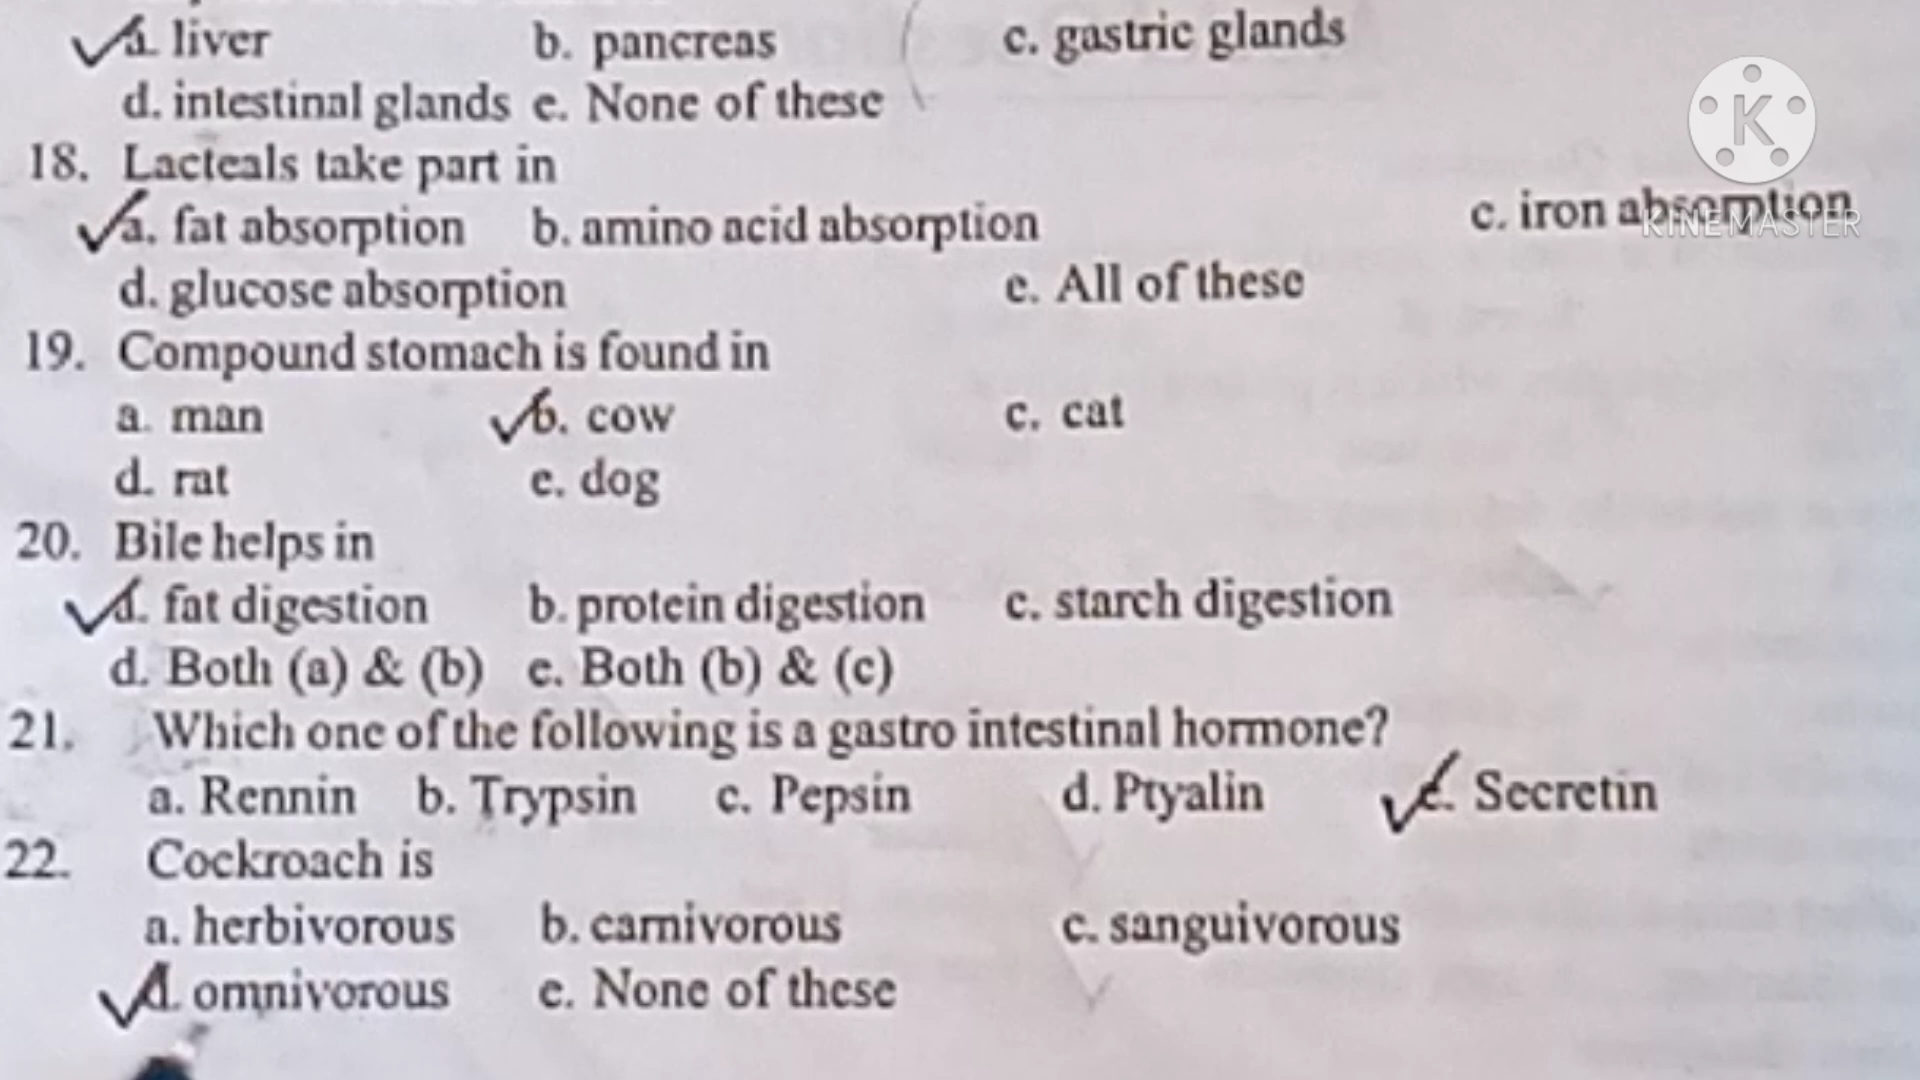 a. liver b. pancreas c. gastric glands
d. intestinal glands e. None of these
18. Lacteals take part in
a. fat absorption b. amino acid absorption c. iron absorption
KINEMASTER
d. glucose absorption e. All of these
19. Compound stomach is found in
a. man b. cow c. cat
d. rat e. dog
20. Bile helps in
a. fat digestion b. protein digestion c. starch digestion
d. Both (a) & (b) e. Both (b) & (c)
21. Which one of the following is a gastro intestinal hormone?
a. Rennin b. Trypsin c. Pepsin d. Ptyalin e. Secretin
22. Cockroach is
a. herbivorous b. carnivorous c. sanguivorous
d. omnivorous e. None of these